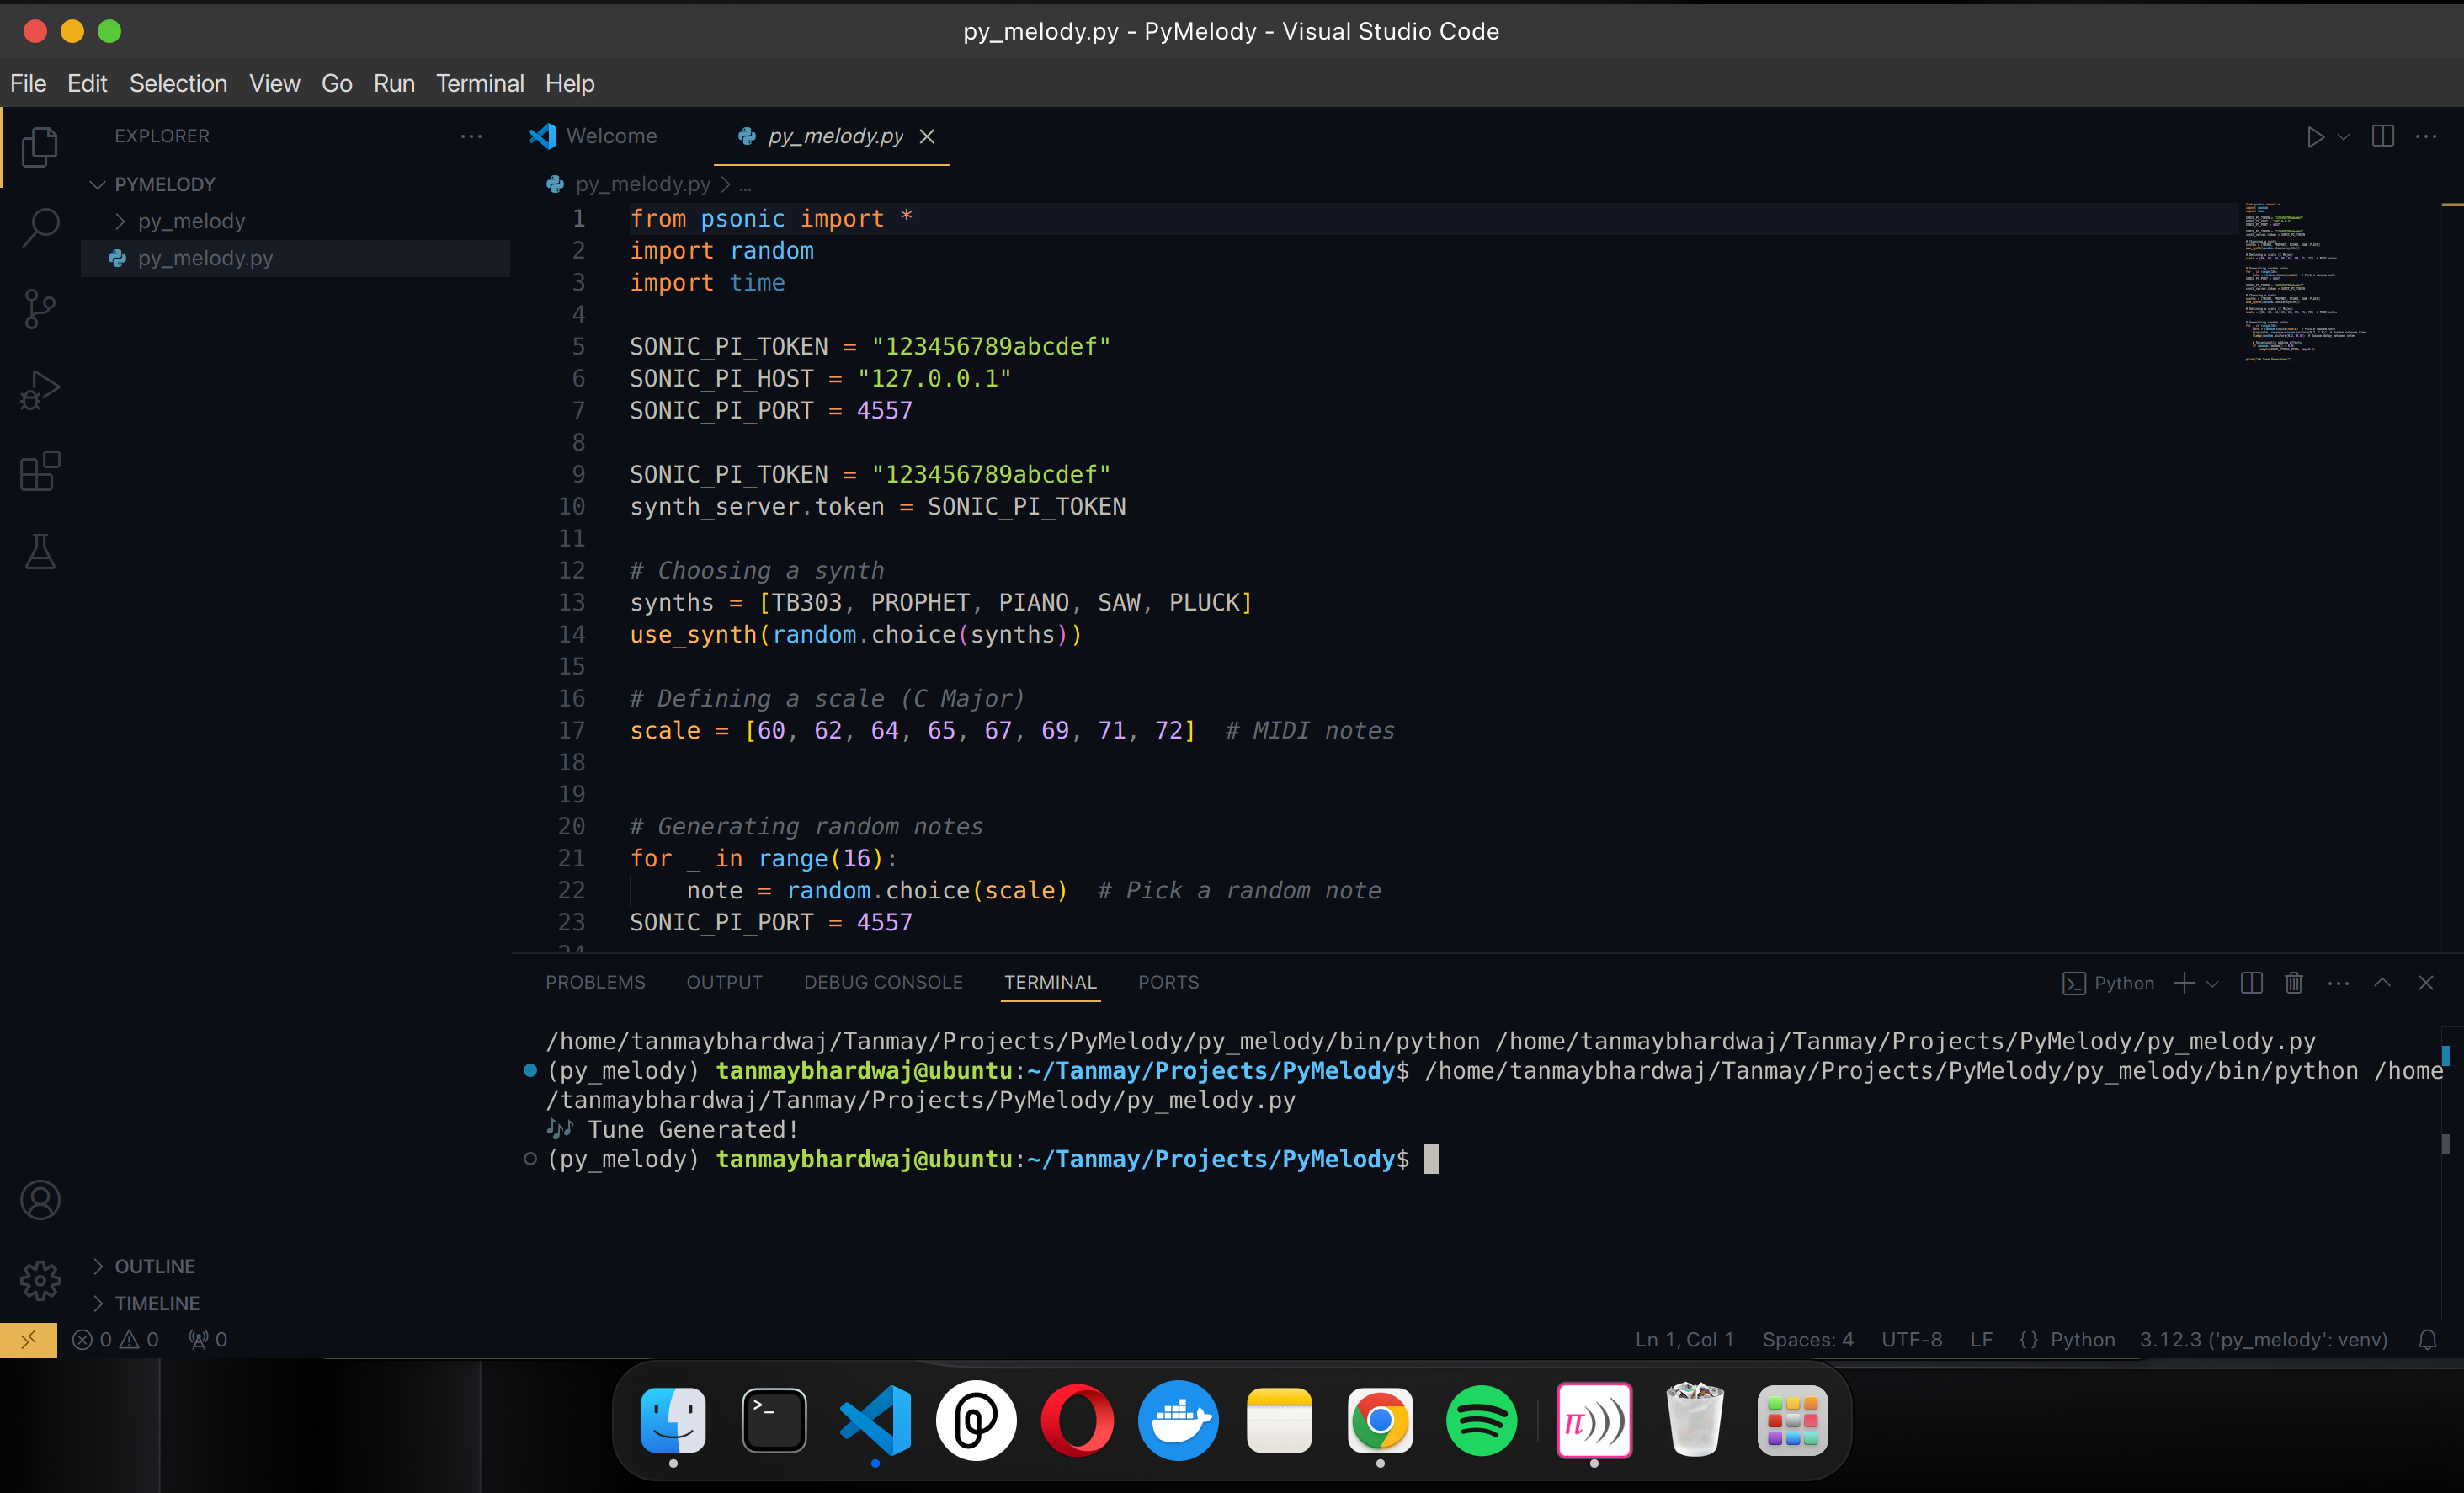 py_melody.py - PyMelody - Visual Studio Code
File Edit Selection View Go Run Terminal Help
EXPLORER
PYMELODY
py_melody
py_melody.py
Welcome
py_melody.py
py_melody.py > ...
1 from psonic import *
2 import random
3 import time
4
5 SONIC_PI_TOKEN = "123456789abcdef"
6 SONIC_PI_HOST = "127.0.0.1"
7 SONIC_PI_PORT = 4557
8
9 SONIC_PI_TOKEN = "123456789abcdef"
10 synth_server.token = SONIC_PI_TOKEN
11
12 # Choosing a synth
13 synths = [TB303, PROPHET, PIANO, SAW, PLUCK]
14 use_synth(random.choice(synths))
15
16 # Defining a scale (C Major)
17 scale = [60, 62, 64, 65, 67, 69, 71, 72]  # MIDI notes
18
19
20 # Generating random notes
21 for _ in range(16):
22     note = random.choice(scale)  # Pick a random note
23 SONIC_PI_PORT = 4557
24
PROBLEMS OUTPUT DEBUG CONSOLE TERMINAL PORTS
Python
/home/tanmaybhardwaj/Tanmay/Projects/PyMelody/py_melody/bin/python /home/tanmaybhardwaj/Tanmay/Projects/PyMelody/py_melody.py
(py_melody) tanmaybhardwaj@ubuntu:~/Tanmay/Projects/PyMelody$ /home/tanmaybhardwaj/Tanmay/Projects/PyMelody/py_melody/bin/python /home
/tanmaybhardwaj/Tanmay/Projects/PyMelody/py_melody.py
🎶 Tune Generated!
(py_melody) tanmaybhardwaj@ubuntu:~/Tanmay/Projects/PyMelody$
OUTLINE
TIMELINE
0 0 0
Ln 1, Col 1 Spaces: 4 UTF-8 LF {} Python 3.12.3 ('py_melody': venv)
>_
π)))